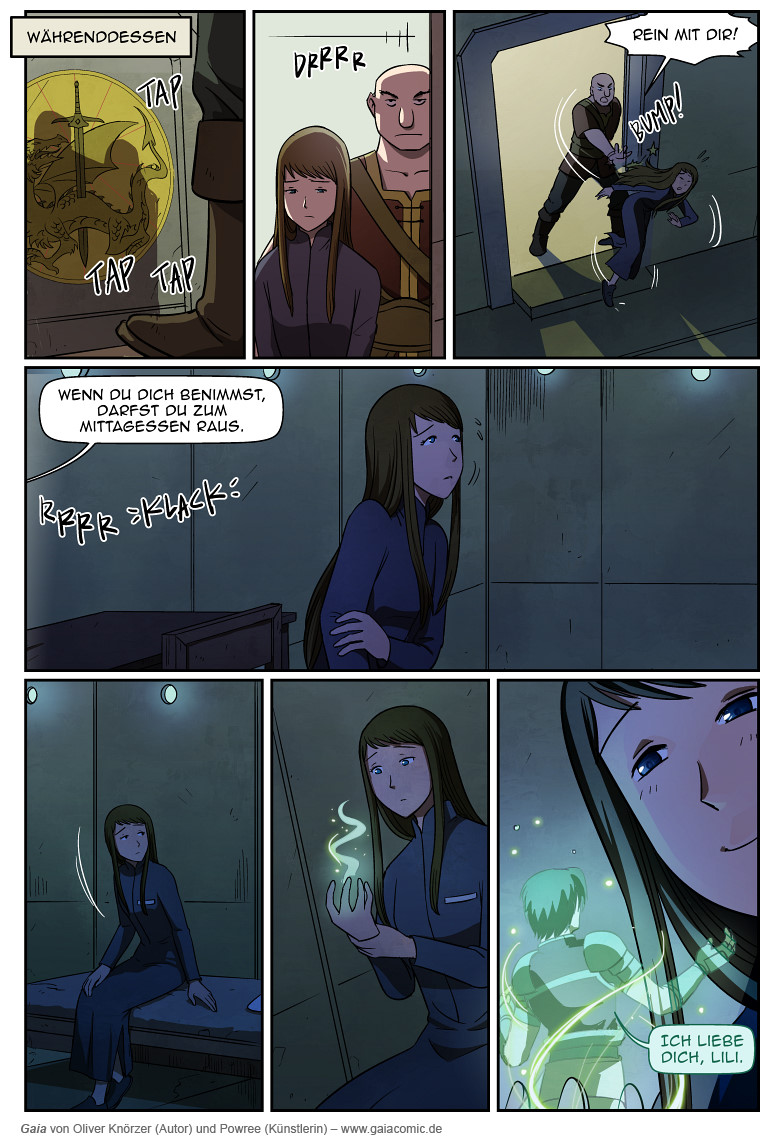 WÄHRENDDESSEN
TAP
TAP TAP
DRRRR
REIN MIT DIR!
BUMP!
WENN DU DICH BENIMMST,
DARFST DU ZUM
MITTAGESSEN RAUS.
RRRR KLACK
ICH LIEBE
DICH, LILI.
Gaia von Oliver Knörzer (Autor) und Powree (Künstlerin) – www.gaiacomic.de